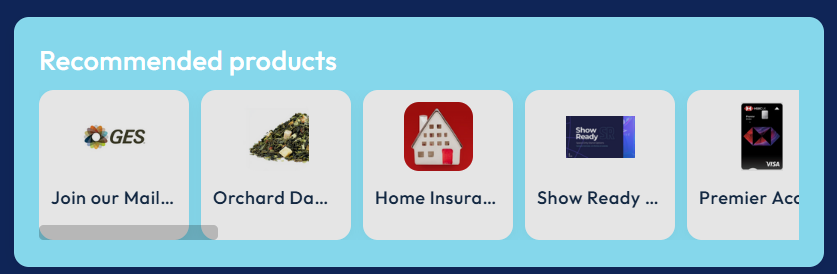 Recommended products
GES
Show
Ready
VISA
Join our Mail...
Orchard Da...
Home Insura...
Show Ready ...
Premier Acc